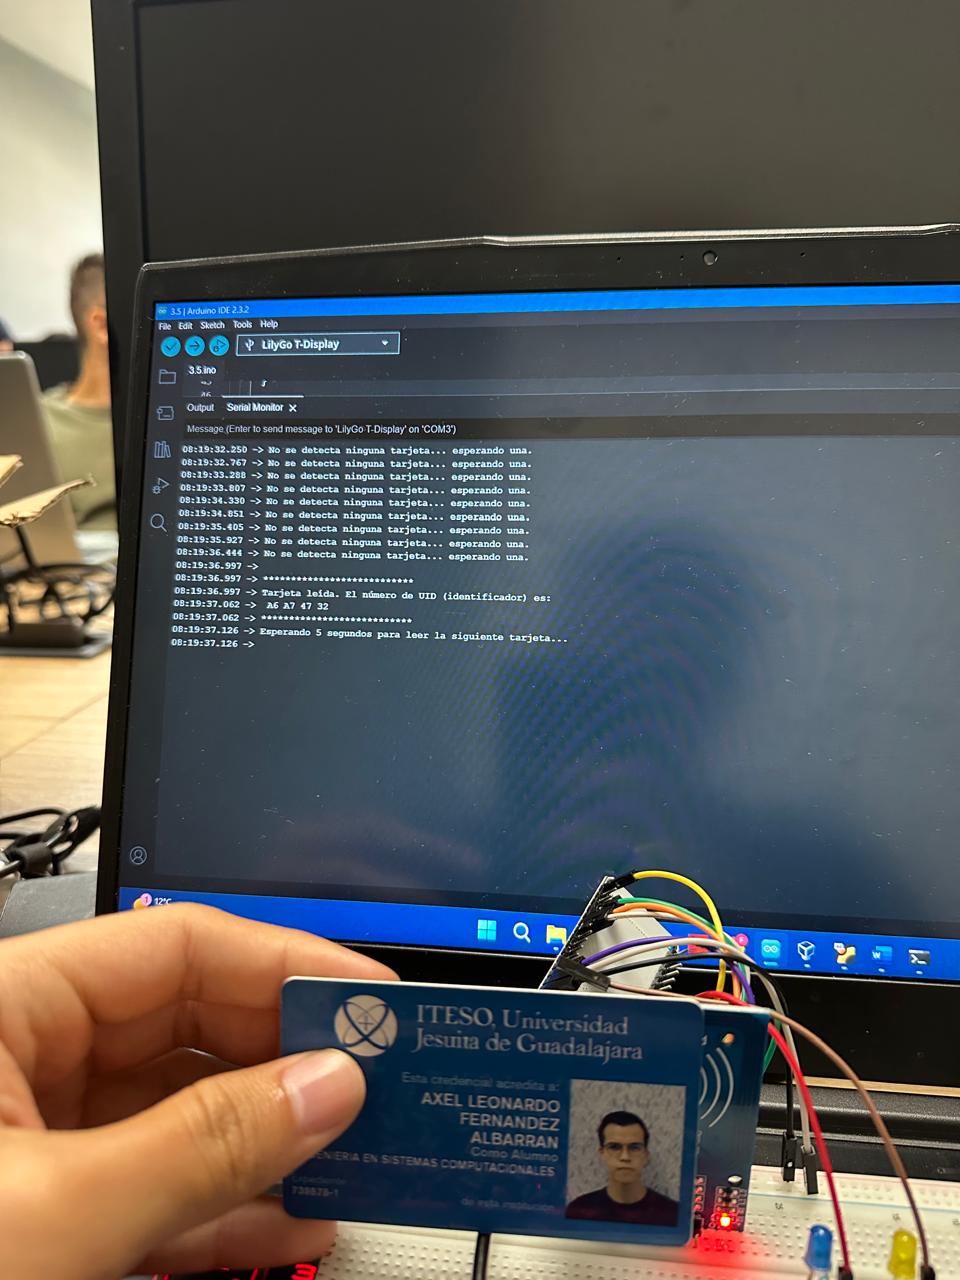 3.5 | Arduino IDE 2.3.2
File Edit Sketch Tools Help
LilyGo T-Display
3.5.ino
Output Serial Monitor
Message (Enter to send message to 'LilyGo T-Display' on 'COM3')
08:19:32.250 -> No se detecta ninguna tarjeta... esperando una.
08:19:32.767 -> No se detecta ninguna tarjeta... esperando una.
08:19:33.288 -> No se detecta ninguna tarjeta... esperando una.
08:19:33.807 -> No se detecta ninguna tarjeta... esperando una.
08:19:34.330 -> No se detecta ninguna tarjeta... esperando una.
08:19:34.851 -> No se detecta ninguna tarjeta... esperando una.
08:19:35.405 -> No se detecta ninguna tarjeta... esperando una.
08:19:35.927 -> No se detecta ninguna tarjeta... esperando una.
08:19:36.444 -> No se detecta ninguna tarjeta... esperando una.
08:19:36.997 ->
08:19:36.997 -> ***************************
08:19:36.997 -> Tarjeta leída. El número de UID (identificador) es:
08:19:37.062 -> A6 A7 47 32
08:19:37.062 -> ***************************
08:19:37.126 -> Esperando 5 segundos para leer la siguiente tarjeta...
08:19:37.126 ->
12°C
ITESO, Universidad
Jesuita de Guadalajara
Esta credencial acredita a:
AXEL LEONARDO
FERNANDEZ
ALBARRAN
Como Alumno
ENIERIA EN SISTEMAS COMPUTACIONALES
Expediente
de esta institución